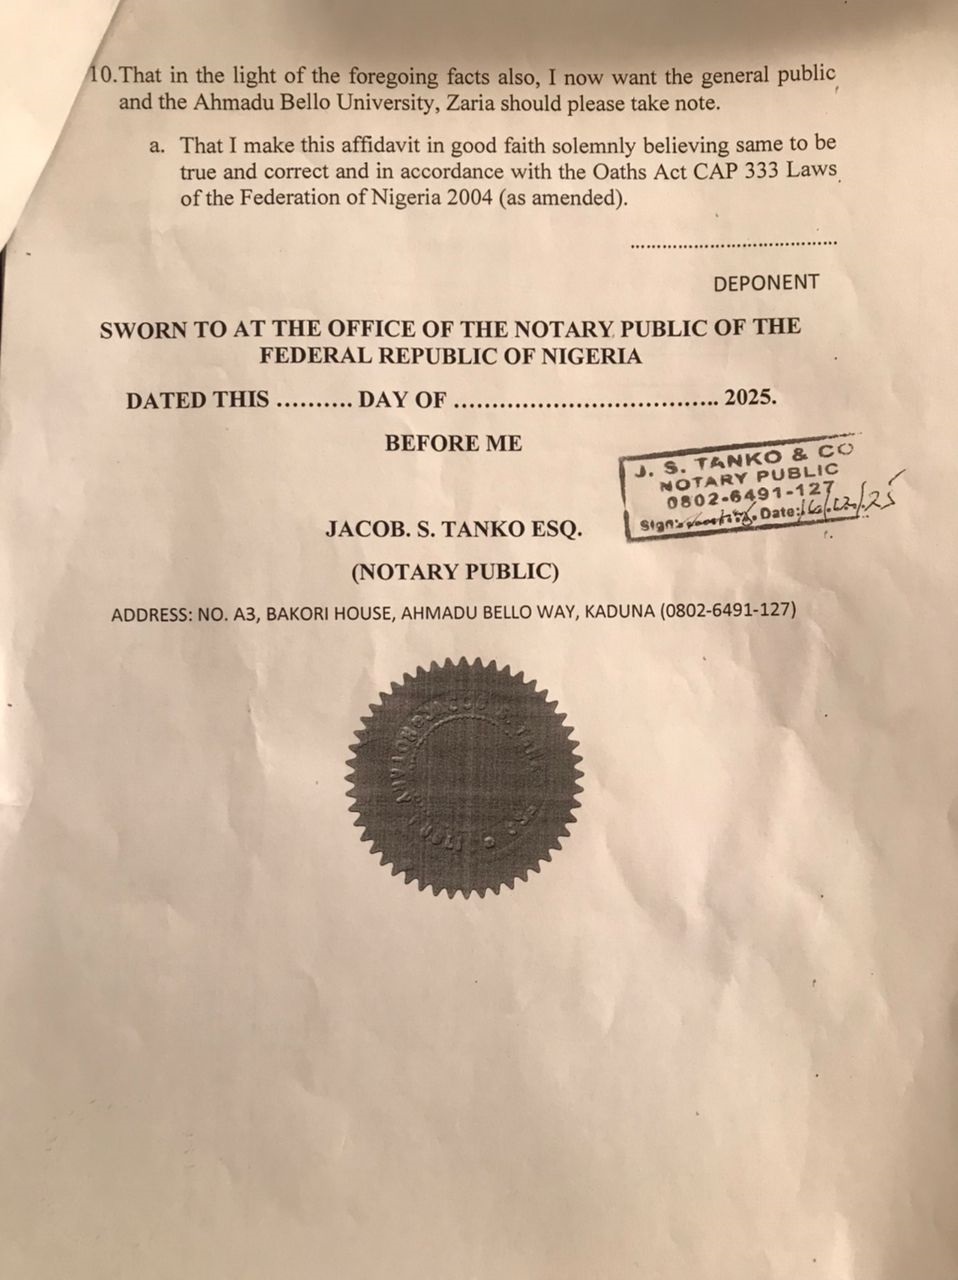 10.That in the light of the foregoing facts also, I now want the general public
and the Ahmadu Bello University, Zaria should please take note.
a. That I make this affidavit in good faith solemnly believing same to be
true and correct and in accordance with the Oaths Act CAP 333 Laws
of the Federation of Nigeria 2004 (as amended).
.......................................
DEPONENT
SWORN TO AT THE OFFICE OF THE NOTARY PUBLIC OF THE
FEDERAL REPUBLIC OF NIGERIA
DATED THIS .......... DAY OF ................................... 2025.
BEFORE ME
J. S. TANKO & CO
NOTARY PUBLIC
0802-6491-127
Sign: Date:
JACOB. S. TANKO ESQ.
(NOTARY PUBLIC)
ADDRESS: NO. A3, BAKORI HOUSE, AHMADU BELLO WAY, KADUNA (0802-6491-127)